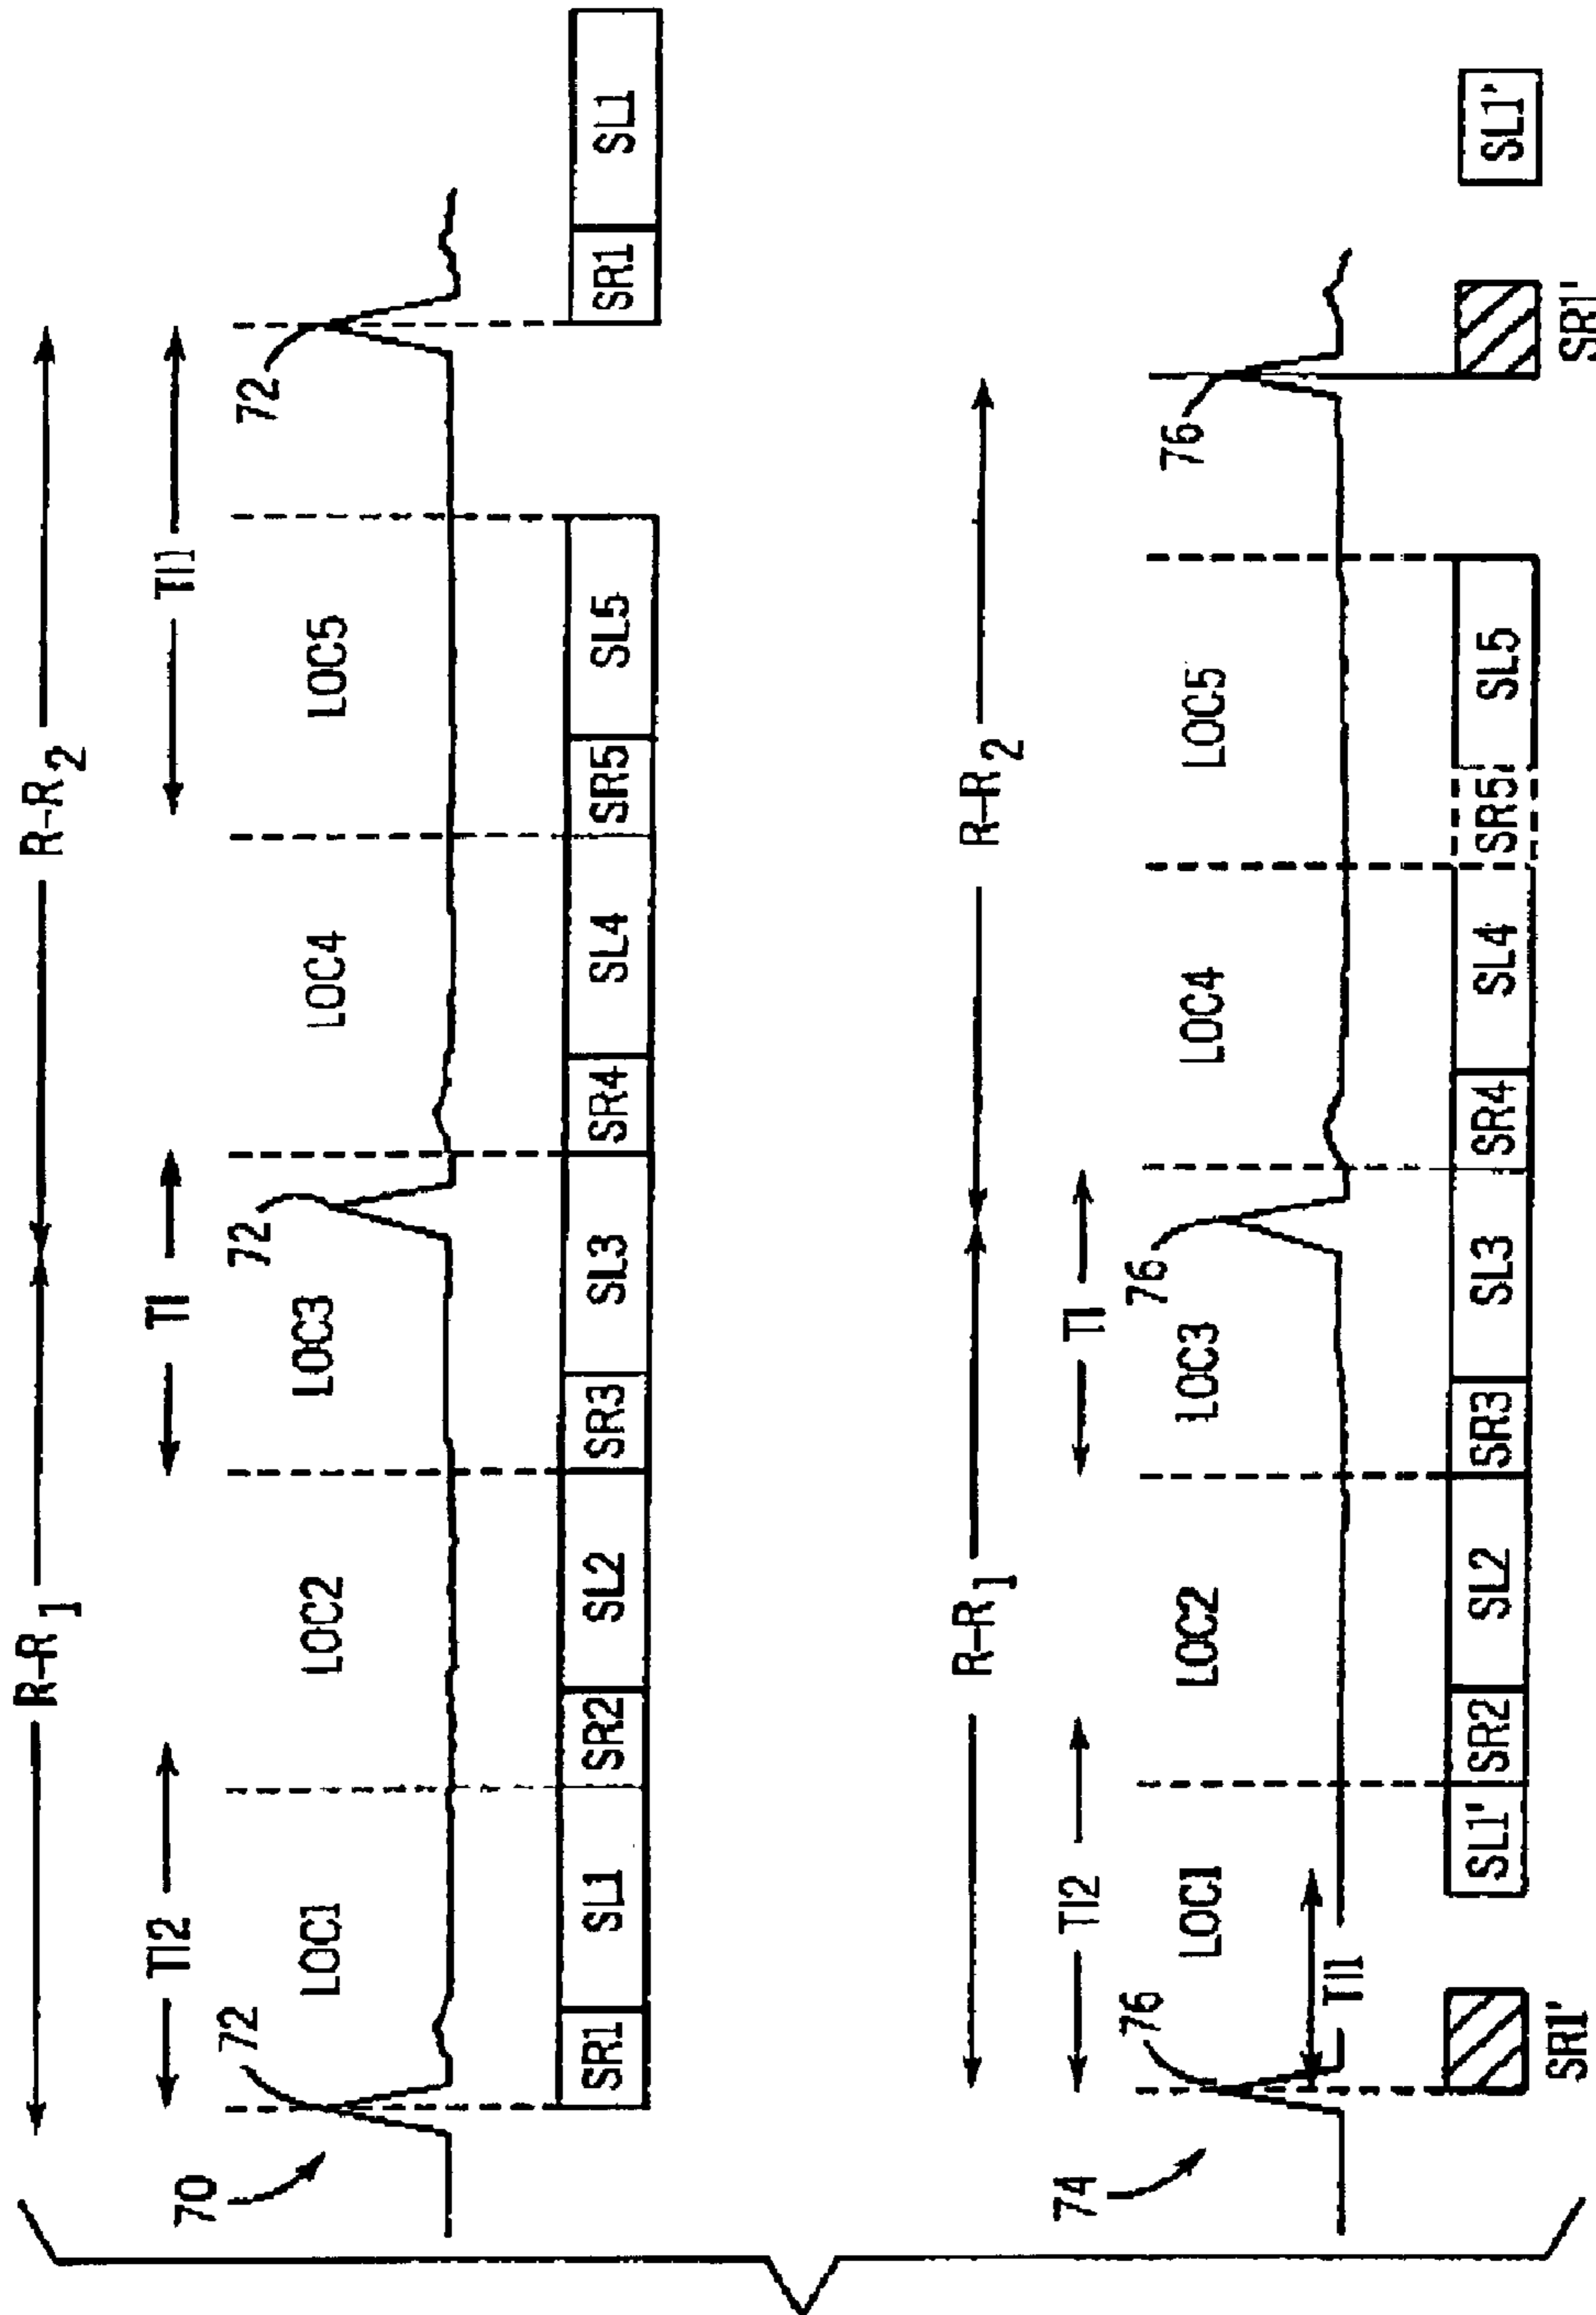 R-R1 R-R2
TI2 TI TI1
70 72 LOC1 LOC2 LOC3 72 LOC4 LOC5 72
SR1 SL1 SR2 SL2 SR3 SL3 SR4 SL4 SR5 SL5 SR1 SL1
R-R1 R-R2
TI2 TI
74 76 LOC1 LOC2 LOC3 76 LOC4 LOC5 76
TI1
SL1' SR2 SL2 SR3 SL3 SR4 SL4 SR5 SL5 SL1'
SR1' SR1'